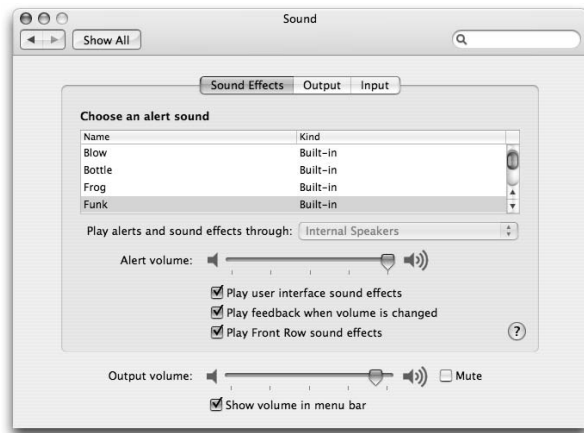 Sound
Show All
Sound Effects Output Input
Choose an alert sound
Name Kind
Blow Built-in
Bottle Built-in
Frog Built-in
Funk Built-in
Play alerts and sound effects through: Internal Speakers
Alert volume:
Play user interface sound effects
Play feedback when volume is changed
Play Front Row sound effects
?
Output volume: Mute
Show volume in menu bar